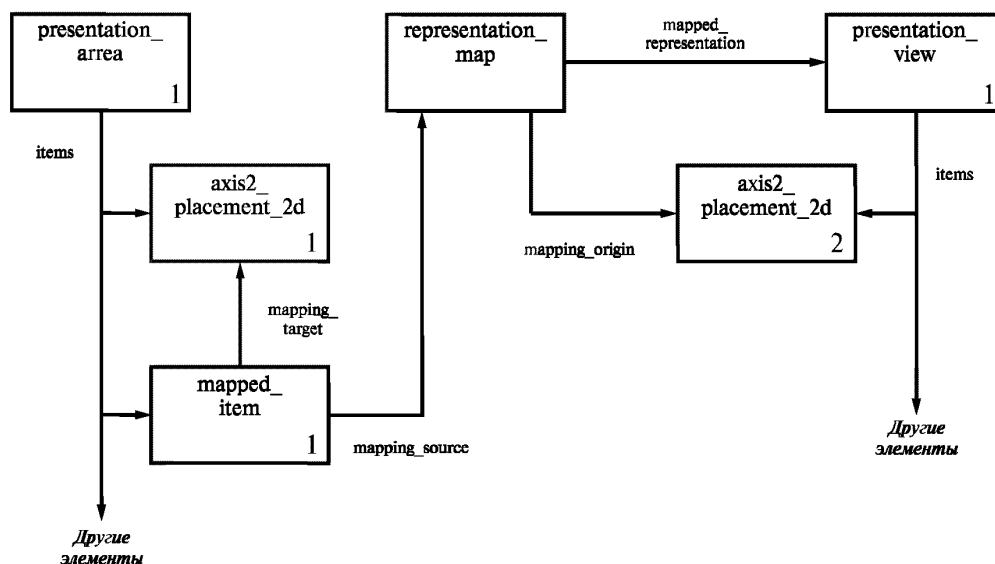 presentation_
arrea
1
items
axis2_
placement_2d
1
mapping_
target
mapped_
item
1
mapping_source
Другие
элементы
representation_
map
mapped_
representation
mapping_origin
presentation_
view
1
items
axis2_
placement_2d
2
Другие
элементы